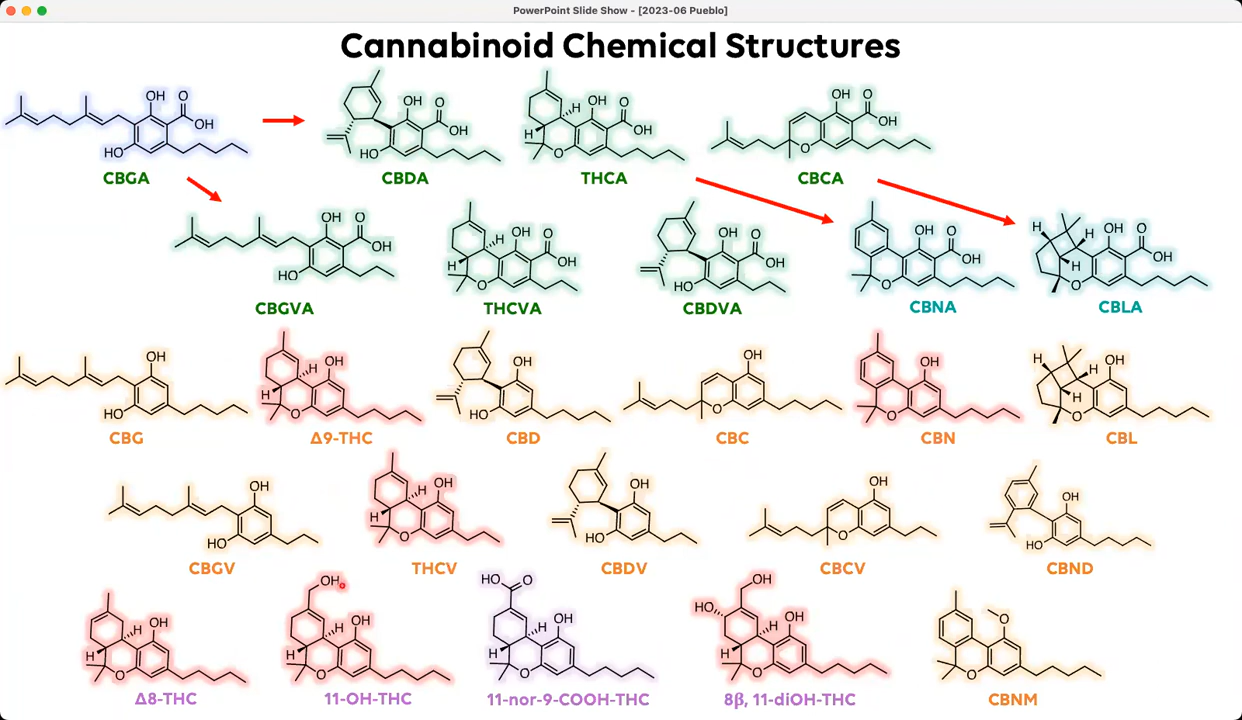 PowerPoint Slide Show - [2023-06 Pueblo]
Cannabinoid Chemical Structures
OH O OH HO
OH O OH HO
H H OH O OH O
OH O OH O
CBGA CBDA THCA CBCA
OH O OH HO
H H OH O OH O
OH O OH HO
OH O OH O
H H H OH O OH O
CBGVA THCVA CBDVA CBNA CBLA
OH HO
H H OH O
OH HO
OH O
OH O
H H H OH O
CBG Δ9-THC CBD CBC CBN CBL
OH HO
H H OH O
OH HO
OH O
OH HO
CBGV THCV CBDV CBCV CBND
H H OH O
OH H H OH O
HO O H H OH O
OH HO H H OH O
O O
Δ8-THC 11-OH-THC 11-nor-9-COOH-THC 8β, 11-diOH-THC CBNM